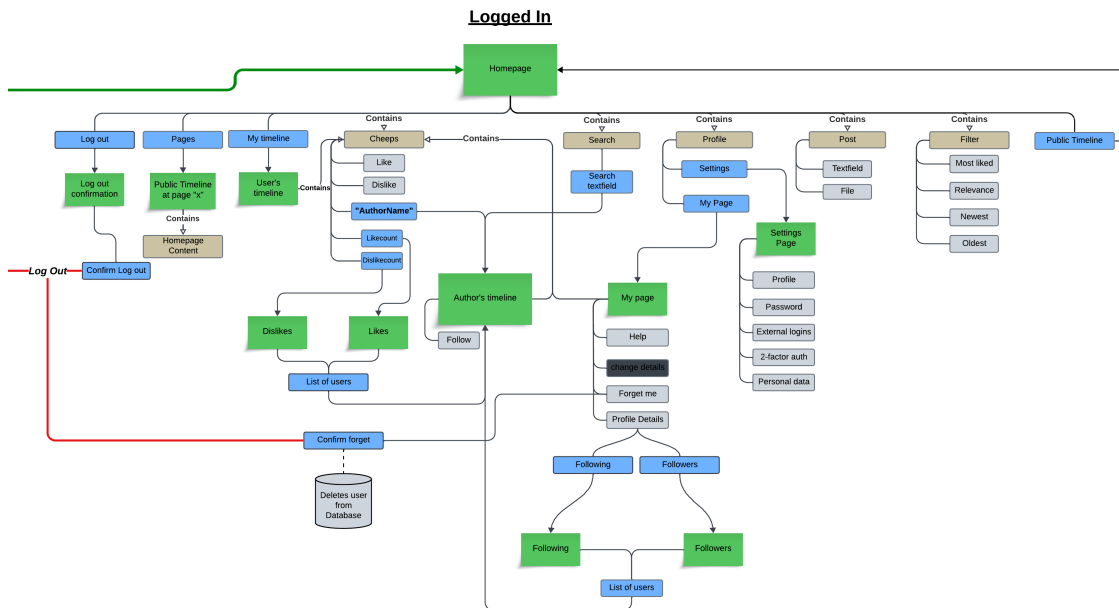 Logged In
Homepage
Contains
Contains
Contains
Contains
Contains
Log out
Pages
My timeline
Cheeps
Contains
Search
Profile
Post
Filter
Public Timeline
Like
Dislike
Search
textfield
Settings
Textfield
File
Most liked
Relevance
Newest
Oldest
Log out
confirmation
Public Timeline
at page "x"
User's
timeline
Contains
"AuthorName"
My Page
Contains
Homepage
Content
Likecount
Dislikecount
Settings
Page
Log Out
Confirm Log out
Author's timeline
My page
Profile
Password
External logins
2-factor auth
Personal data
Dislikes
Likes
Follow
Help
change details
Forget me
Profile Details
List of users
Confirm forget
Deletes user
from
Database
Following
Followers
Following
Followers
List of users